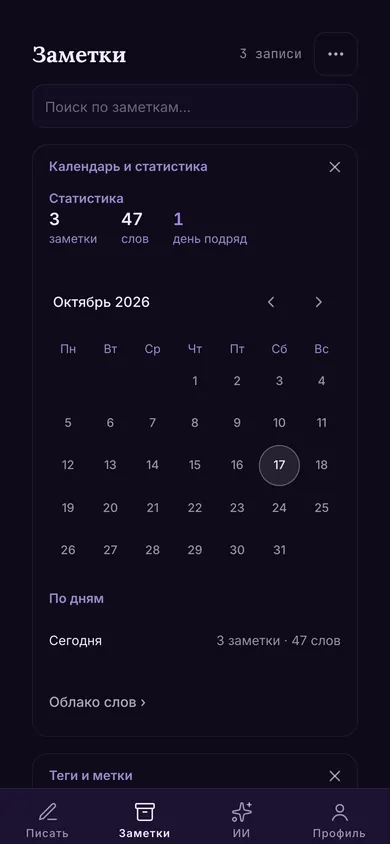 Заметки
3 записи
Поиск по заметкам...
Календарь и статистика
Статистика
3 47 1
заметки слов день подряд
Октябрь 2026
Пн Вт Ср Чт Пт Сб Вс
1 2 3 4
5 6 7 8 9 10 11
12 13 14 15 16 17 18
19 20 21 22 23 24 25
26 27 28 29 30 31
По дням
Сегодня 3 заметки · 47 слов
Облако слов ›
Теги и метки
Писать Заметки ИИ Профиль